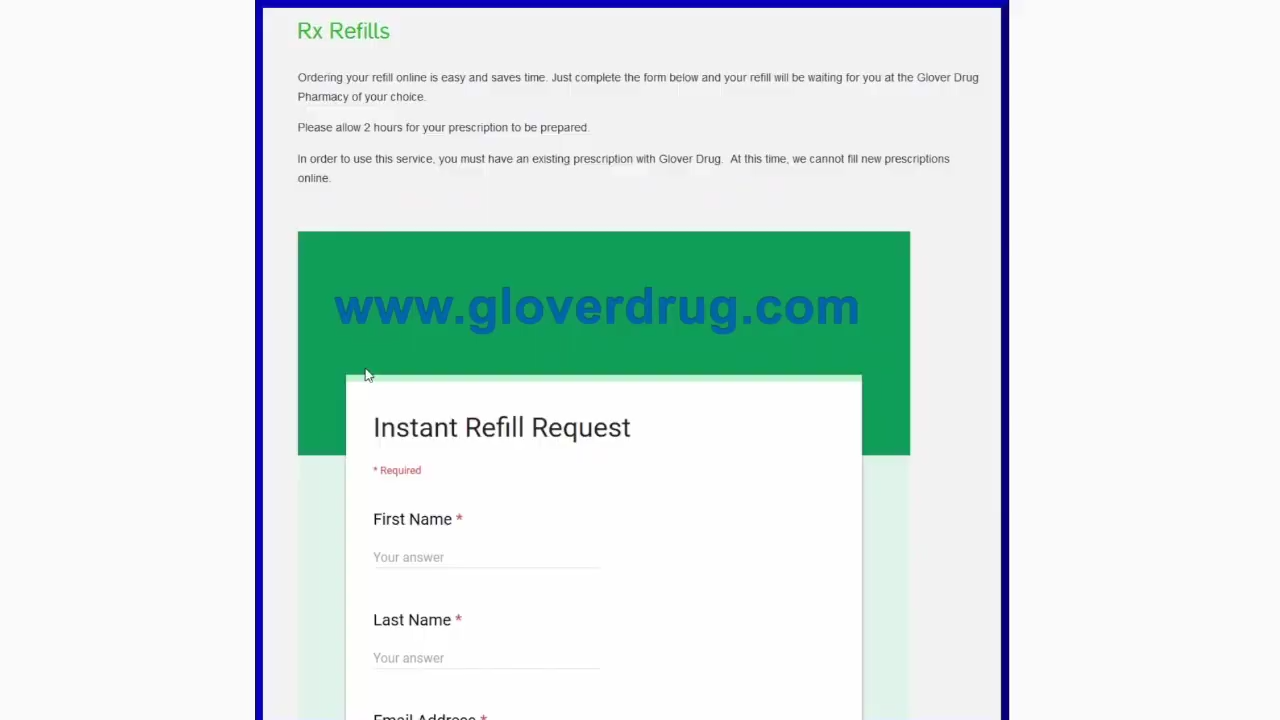 Rx Refills
Ordering your refill online is easy and saves time. Just complete the form below and your refill will be waiting for you at the Glover Drug
Pharmacy of your choice.
Please allow 2 hours for your prescription to be prepared.
In order to use this service, you must have an existing prescription with Glover Drug. At this time, we cannot fill new prescriptions
online.
www.gloverdrug.com
Instant Refill Request
* Required
First Name *
Your answer
Last Name *
Your answer
Email Address *